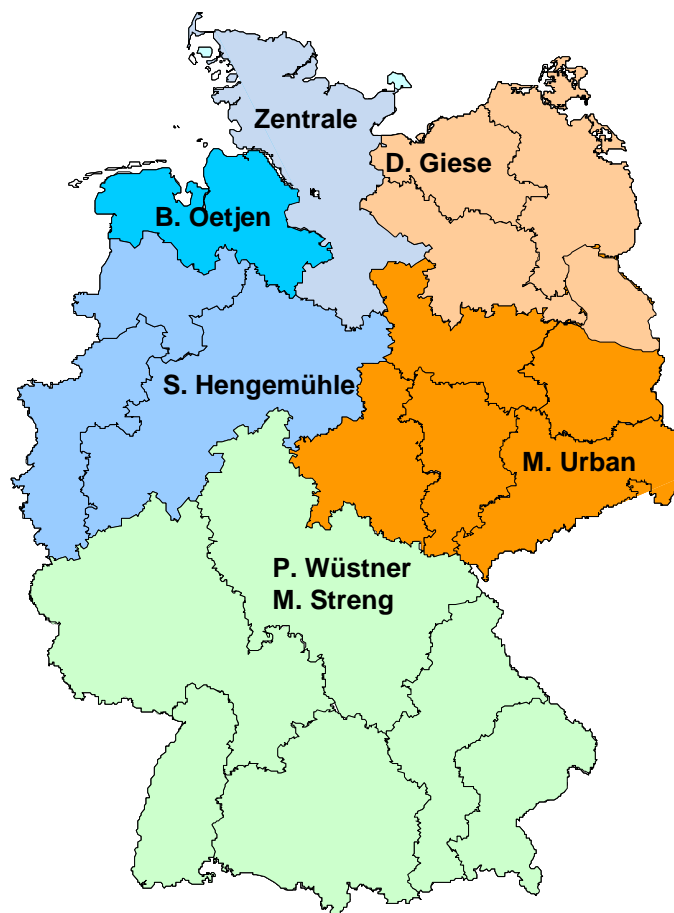 Zentrale
D. Giese
B. Oetjen
S. Hengemühle
M. Urban
P. Wüstner
M. Streng